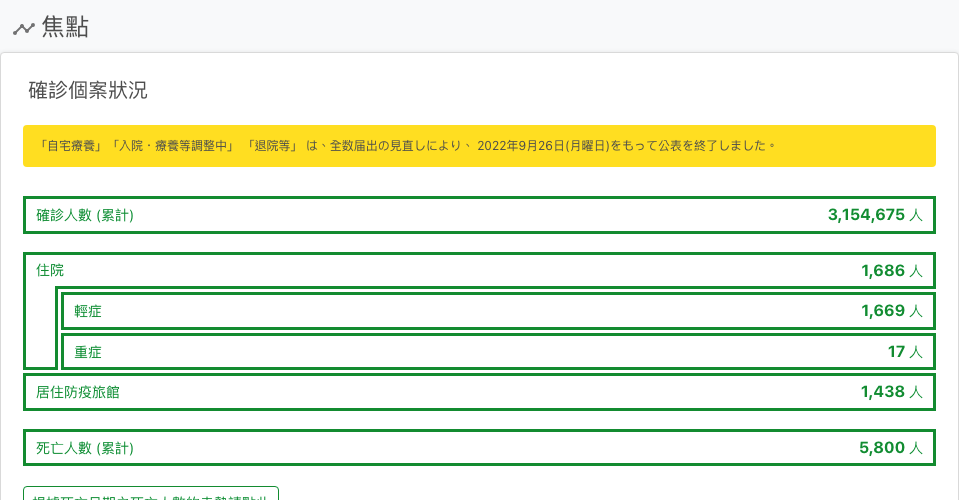 焦點
確診個案狀況
「自宅療養」「入院・療養等調整中」 「退院等」 は、全数届出の見直しにより、 2022年9月26日(月曜日)をもって公表を終了しました。
確診人數 (累計) 3,154,675 人
住院 1,686 人
輕症 1,669 人
重症 17 人
居住防疫旅館 1,438 人
死亡人數 (累計) 5,800 人